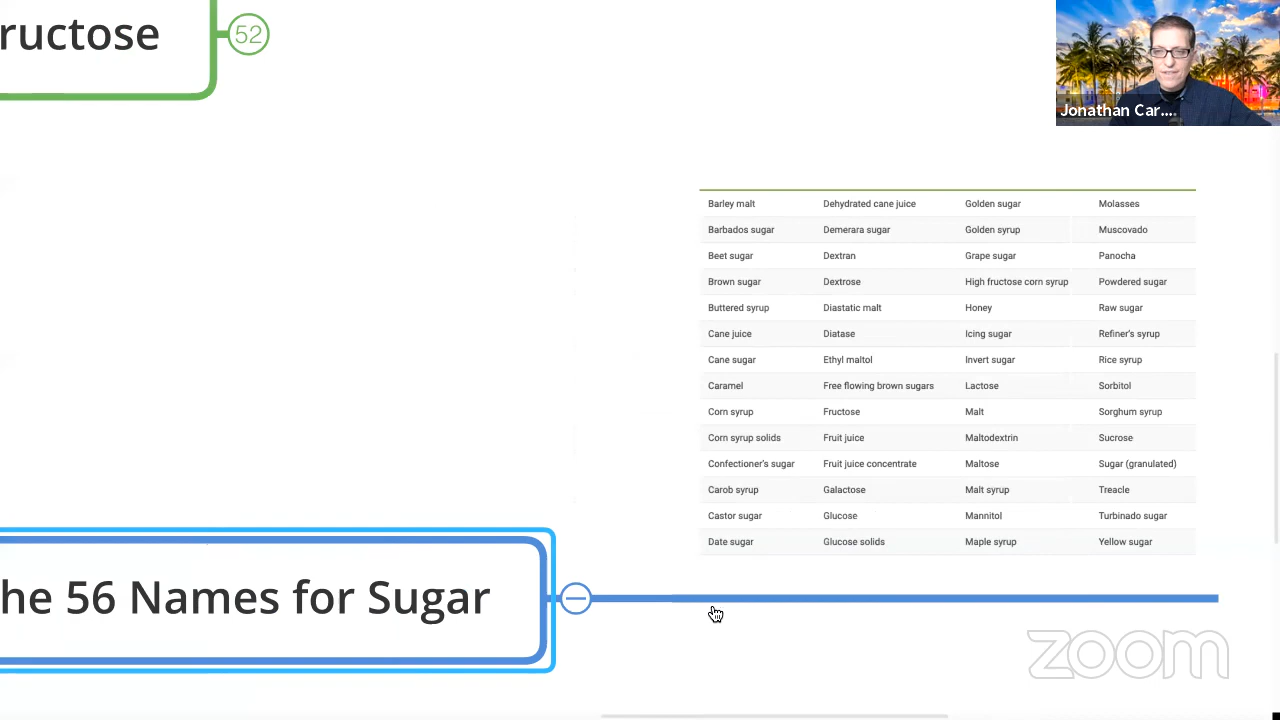 ructose
52
Jonathan Car....
Barley malt Dehydrated cane juice Golden sugar Molasses
Barbados sugar Demerara sugar Golden syrup Muscovado
Beet sugar Dextran Grape sugar Panocha
Brown sugar Dextrose High fructose corn syrup Powdered sugar
Buttered syrup Diastatic malt Honey Raw sugar
Cane juice Diatase Icing sugar Refiner's syrup
Cane sugar Ethyl maltol Invert sugar Rice syrup
Caramel Free flowing brown sugars Lactose Sorbitol
Corn syrup Fructose Malt Sorghum syrup
Corn syrup solids Fruit juice Maltodextrin Sucrose
Confectioner's sugar Fruit juice concentrate Maltose Sugar (granulated)
Carob syrup Galactose Malt syrup Treacle
Castor sugar Glucose Mannitol Turbinado sugar
Date sugar Glucose solids Maple syrup Yellow sugar
he 56 Names for Sugar
zoom